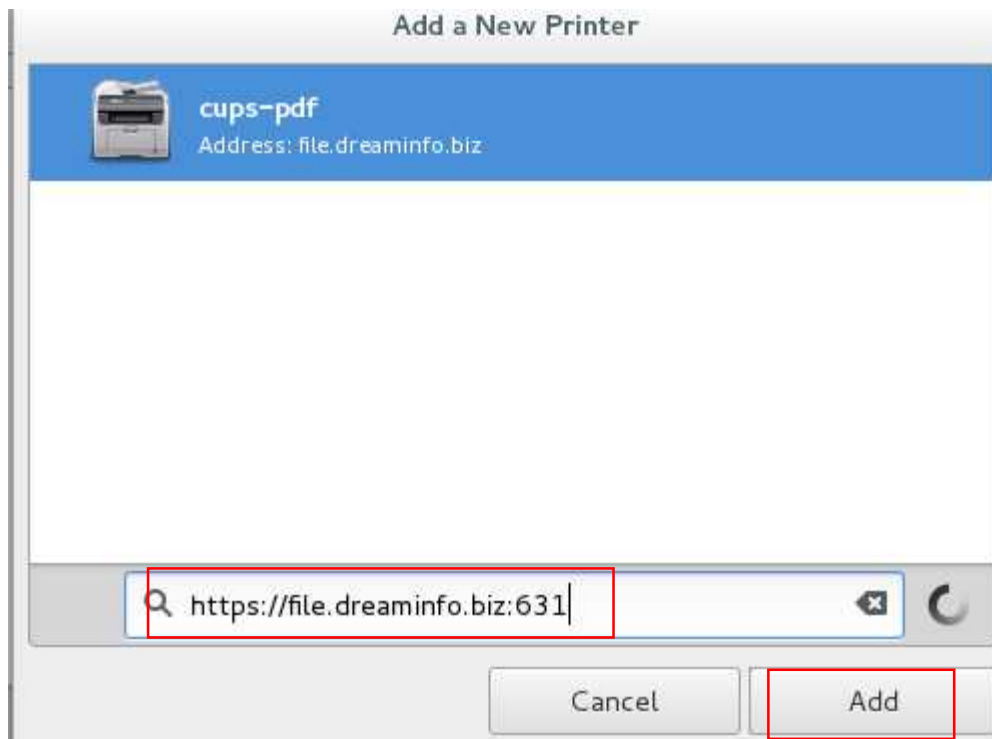 Add a New Printer
cups-pdf
Address: file.dreaminfo.biz
https://file.dreaminfo.biz:631
Cancel
Add